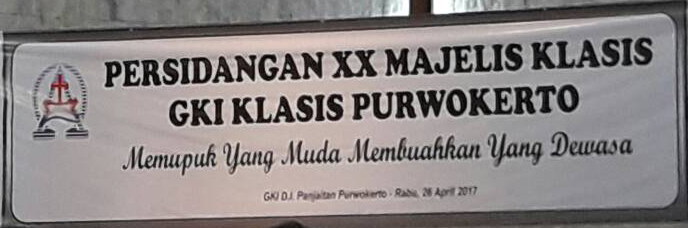 PERSIDANGAN XX MAJELIS KLASIS
GKI KLASIS PURWOKERTO
Memupuk Yang Muda Membuahkan Yang Dewasa
GKI D.I. Panjaitan Purwokerto - Rabu, 26 April 2017